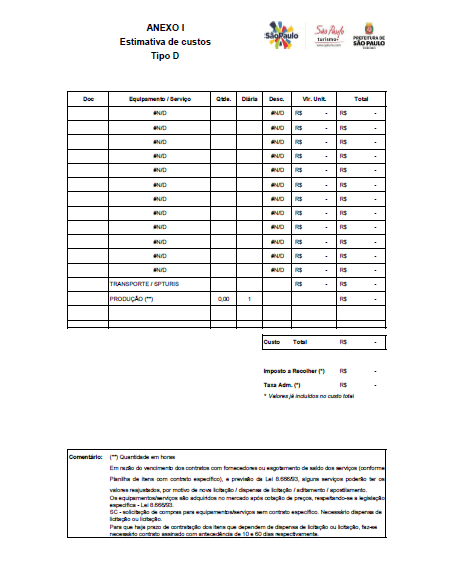 ANEXO I
Estimativa de custos
Tipo D
São Paulo
São Paulo
turismo
PREFEITURA DE
SÃO PAULO
Doc Equipamento / Serviço Qtde. Diária Desc. Vlr. Unit. Total
#N/D #N/D R$ - R$ -
#N/D #N/D R$ - R$ -
#N/D #N/D R$ - R$ -
#N/D #N/D R$ - R$ -
#N/D #N/D R$ - R$ -
#N/D #N/D R$ - R$ -
#N/D #N/D R$ - R$ -
#N/D #N/D R$ - R$ -
#N/D #N/D R$ - R$ -
#N/D #N/D R$ - R$ -
#N/D #N/D R$ - R$ -
#N/D #N/D R$ - R$ -
TRANSPORTE / SPTURIS R$ - R$ -
PRODUÇÃO (**) 0,00 1 R$ -
Custo Total R$ -
Imposto a Recolher (*) R$ -
Taxa Adm. (*) R$ -
* Valores já incluídos no custo total
Comentário: (**) Quantidade em horas
Em razão do vencimento dos contratos com fornecedores ou esgotamento de saldo dos serviços (conforme
Planilha de itens com contrato específico), e previsão da Lei 8.666/93, alguns serviços poderão ter os
valores reajustados, por motivo de nova licitação / dispensa de licitação / aditamento / apostilamento.
Os equipamentos/serviços são adquiridos no mercado após cotação de preços, respeitando-se a legislação
específica - Lei 8.666/93.
SC - solicitação de compras para equipamentos/serviços sem contrato específico. Necessário dispensa de
licitação ou licitação.
Para que haja prazo de contratação dos itens que dependem de dispensa de licitação ou licitação, faz-se
necessário contrato assinado com antecedência de 10 e 60 dias respectivamente.